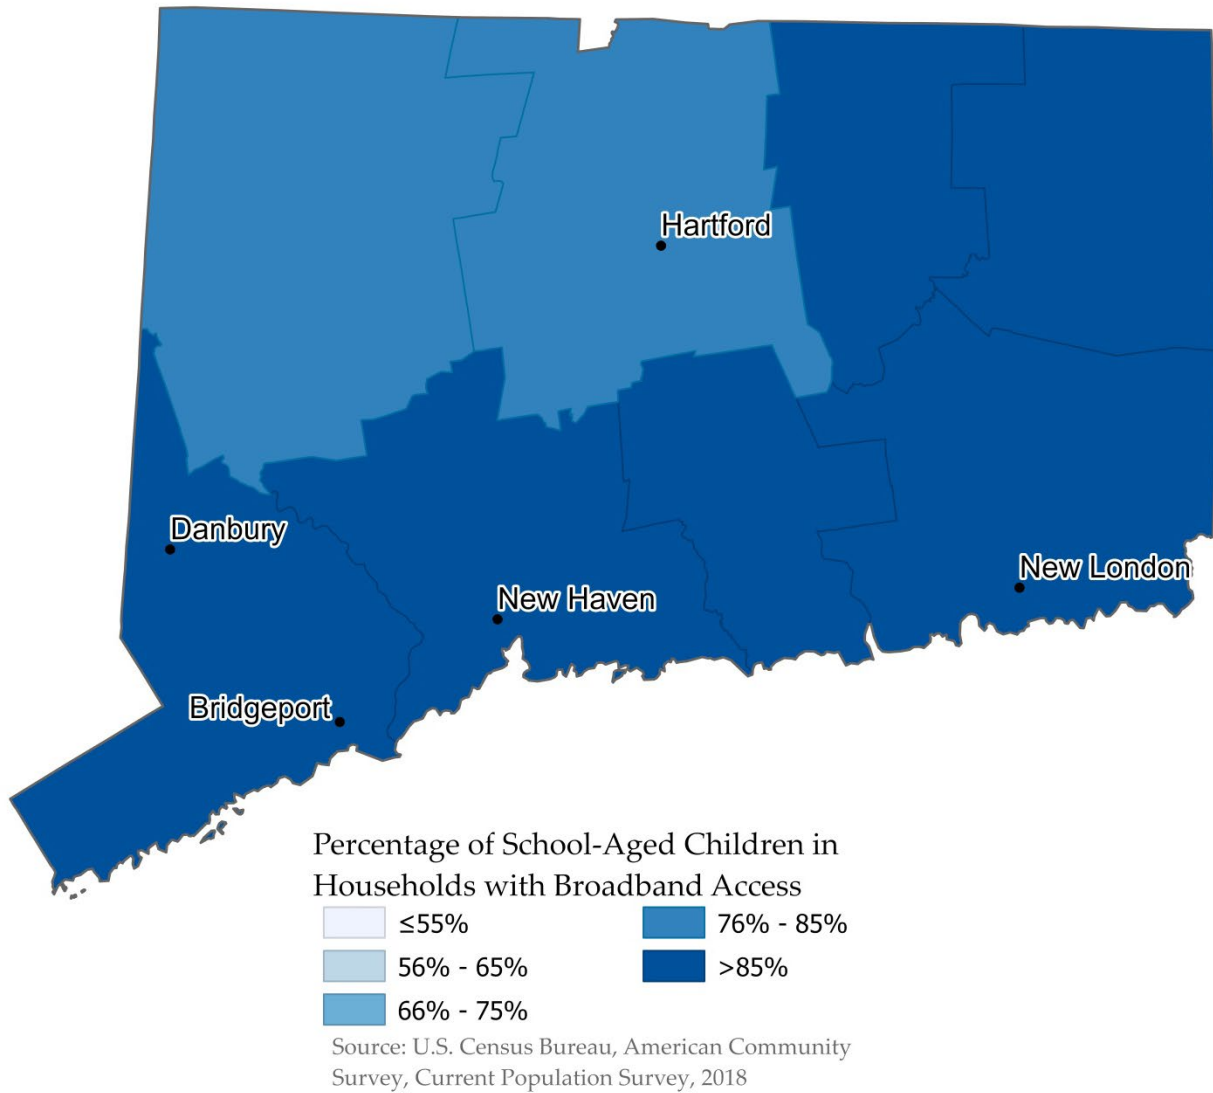 Hartford
Danbury
New London
New Haven
Bridgeport
Percentage of School-Aged Children in
Households with Broadband Access
≤55%
56% - 65%
66% - 75%
76% - 85%
>85%
Source: U.S. Census Bureau, American Community
Survey, Current Population Survey, 2018